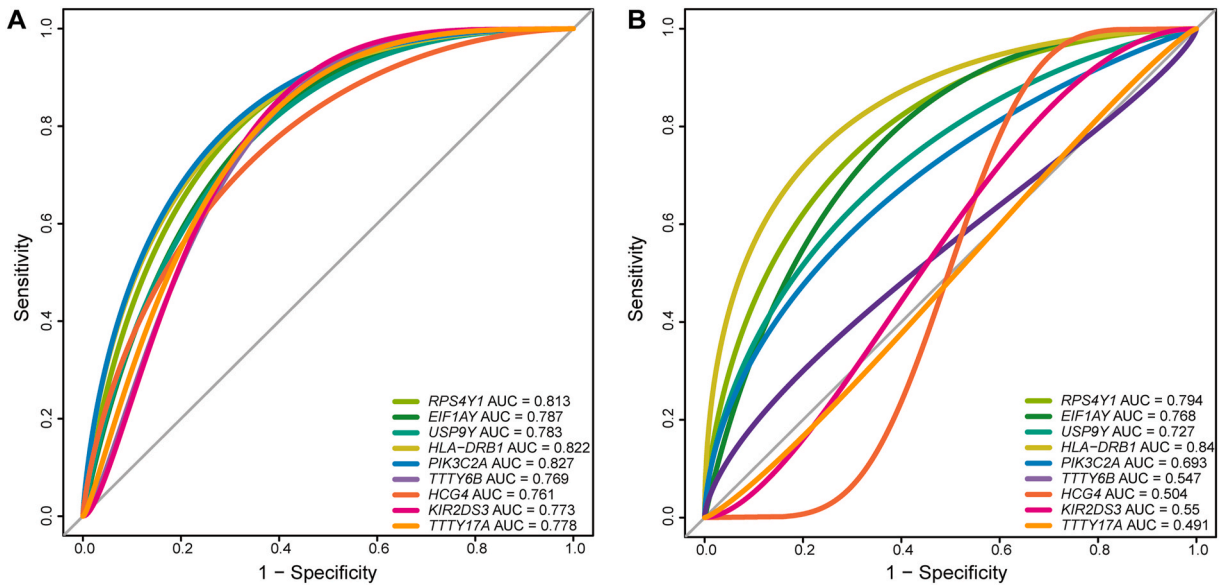 A
1.0
0.8
0.6
0.4
0.2
0.0
Sensitivity
RPS4Y1 AUC = 0.813
EIF1AY AUC = 0.787
USP9Y AUC = 0.783
HLA−DRB1 AUC = 0.822
PIK3C2A AUC = 0.827
TTTY6B AUC = 0.769
HCG4 AUC = 0.761
KIR2DS3 AUC = 0.773
TTTY17A AUC = 0.778
0.0 0.2 0.4 0.6 0.8 1.0
1 − Specificity
B
1.0
0.8
0.6
0.4
0.2
0.0
Sensitivity
RPS4Y1 AUC = 0.794
EIF1AY AUC = 0.768
USP9Y AUC = 0.727
HLA−DRB1 AUC = 0.84
PIK3C2A AUC = 0.693
TTTY6B AUC = 0.547
HCG4 AUC = 0.504
KIR2DS3 AUC = 0.55
TTTY17A AUC = 0.491
0.0 0.2 0.4 0.6 0.8 1.0
1 − Specificity